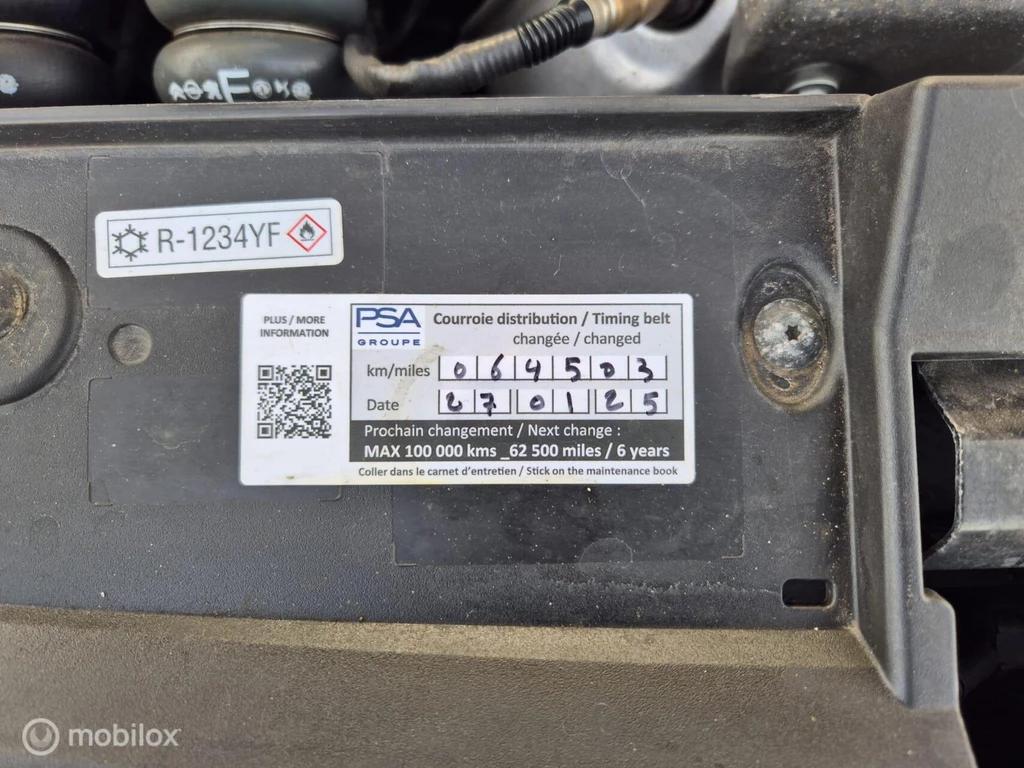 R-1234YF
PLUS / MORE
INFORMATION
PSA
GROUPE
Courroie distribution / Timing belt
changée / changed
km/miles 064503
Date 270125
Prochain changement / Next change :
MAX 100 000 kms _62 500 miles / 6 years
Coller dans le carnet d'entretien / Stick on the maintenance book
mobilox